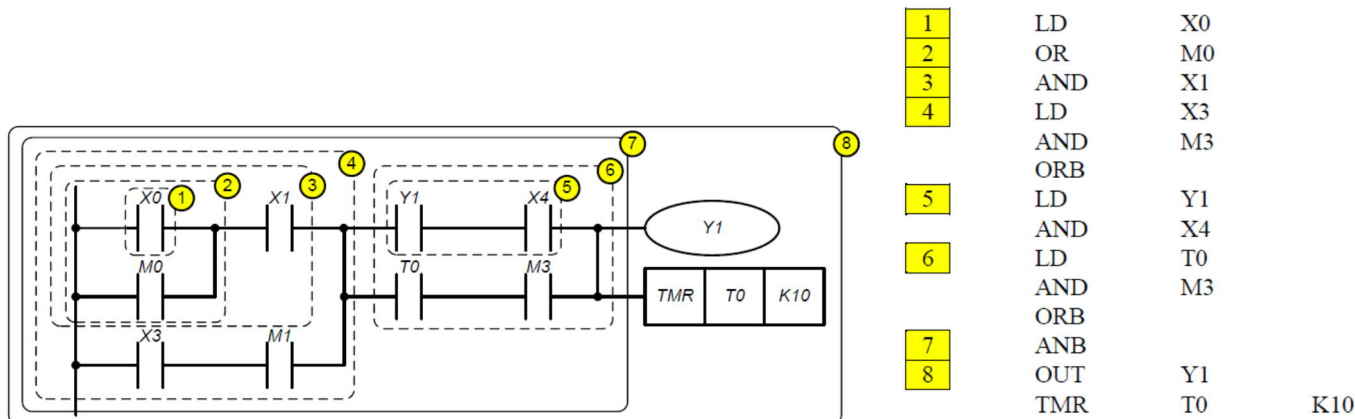 1 LD X0
2 OR M0
3 AND X1
4 LD X3
AND M3
ORB
5 LD Y1
AND X4
6 LD T0
AND M3
ORB
7 ANB
8 OUT Y1
TMR T0 K10
7 8
4 6
X0 1 2 X1 3 Y1 X4 5
Y1
M0 T0 M3
TMR T0 K10
X3 M1